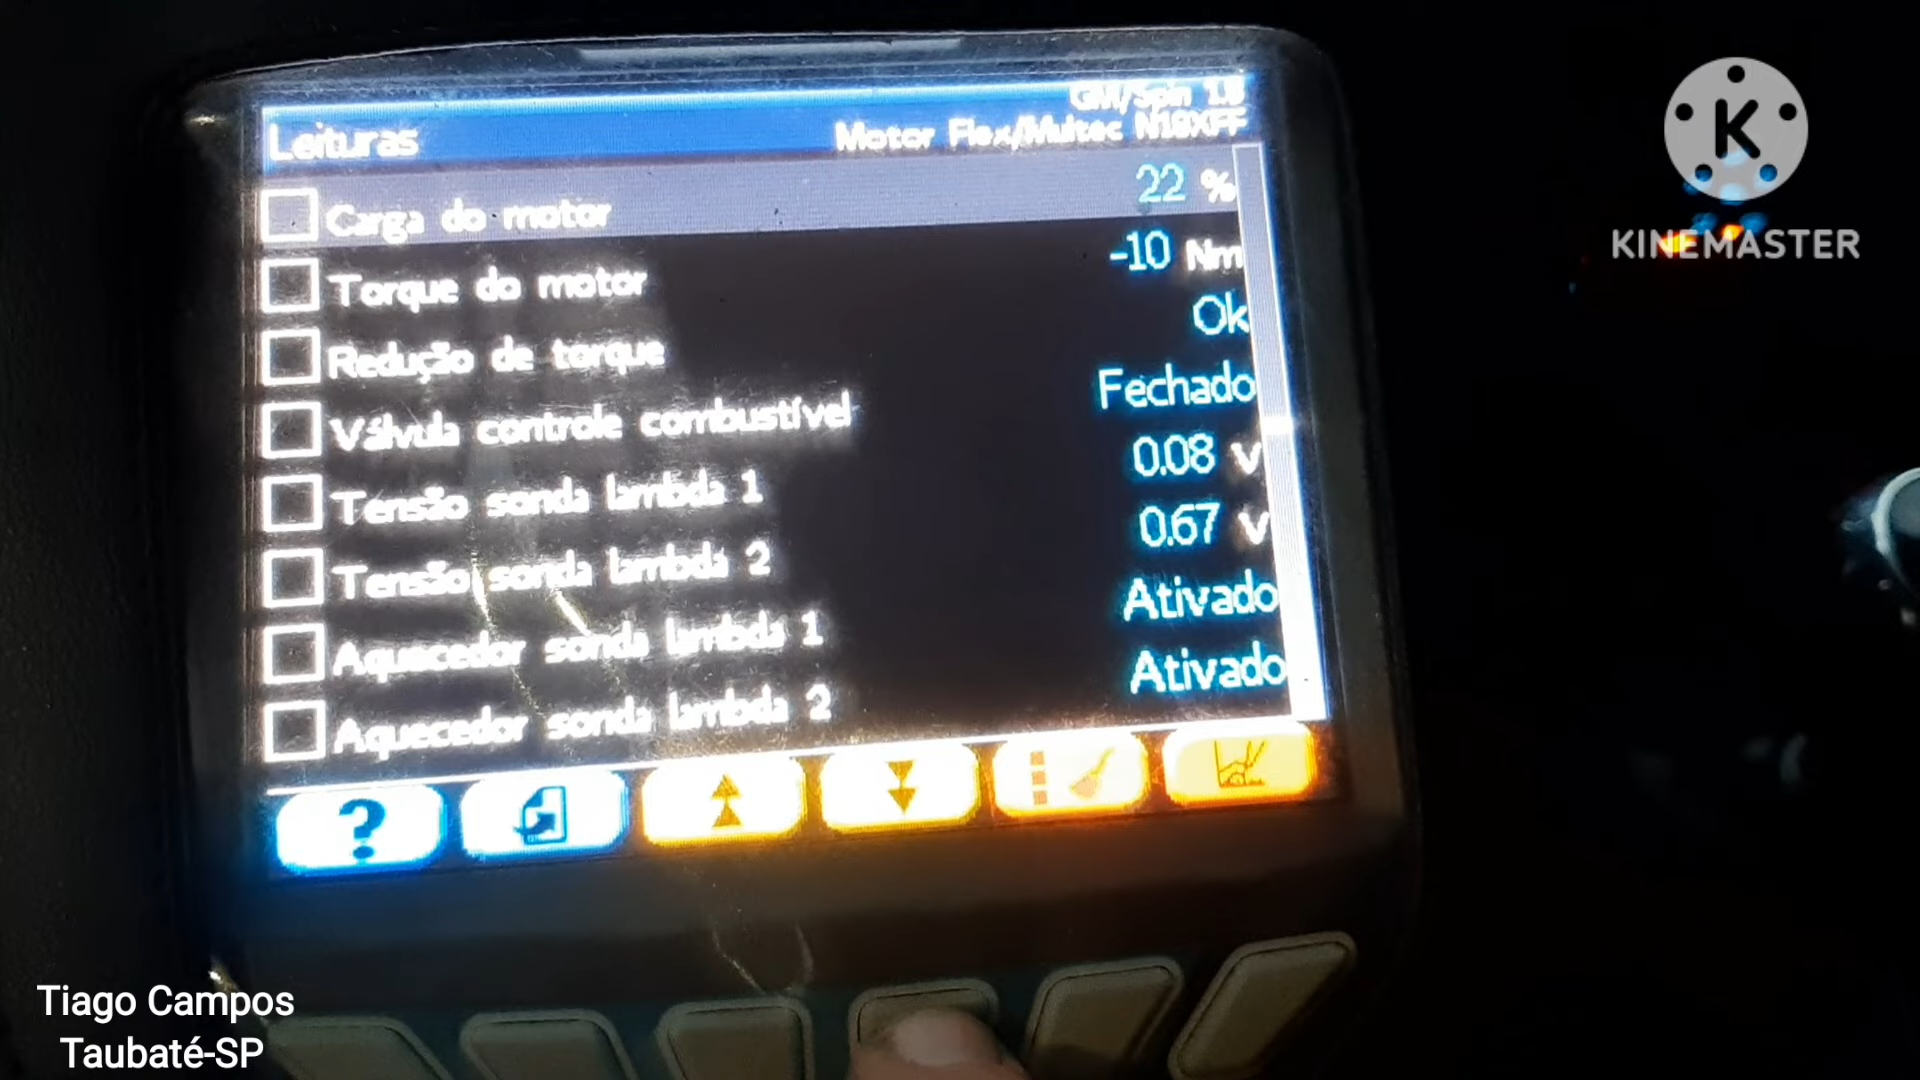 GM/Spin 1.8
Leituras
Motor Flex/Multec N18XFF
Carga do motor 22 %
Torque do motor -10 Nm
Redução de torque Ok
Válvula controle combustível Fechado
Tensão sonda lambda 1 0.08 V
Tensão sonda lambda 2 0.67 V
Aquecedor sonda lambda 1 Ativado
Aquecedor sonda lambda 2 Ativado
?
K
KINEMASTER
Tiago Campos
Taubaté-SP